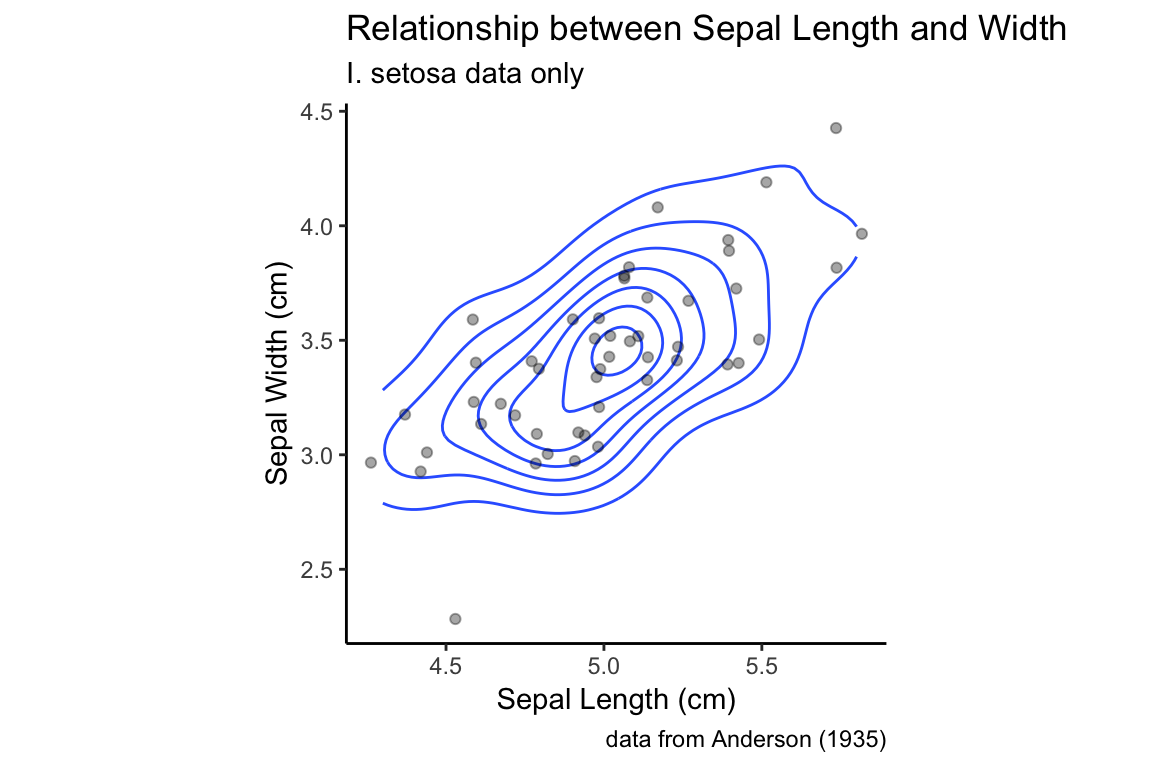 Relationship between Sepal Length and Width
I. setosa data only
4.5
4.0
3.5
3.0
2.5
Sepal Width (cm)
4.5 5.0 5.5
Sepal Length (cm)
data from Anderson (1935)